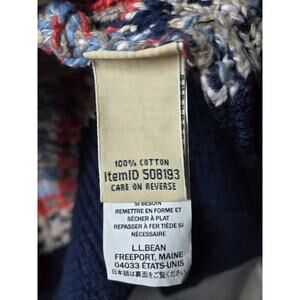 100% COTTON
ItemID 508193
CARE ON REVERSE
SI BESOIN
REMETTRE EN FORME ET
SÉCHER À PLAT
REPASSER À FER TIÈDE SI
NÉCESSAIRE
L.L.BEAN
FREEPORT, MAINE
04033 ÉTATS-UNIS
日本語は裏面をご覧ください